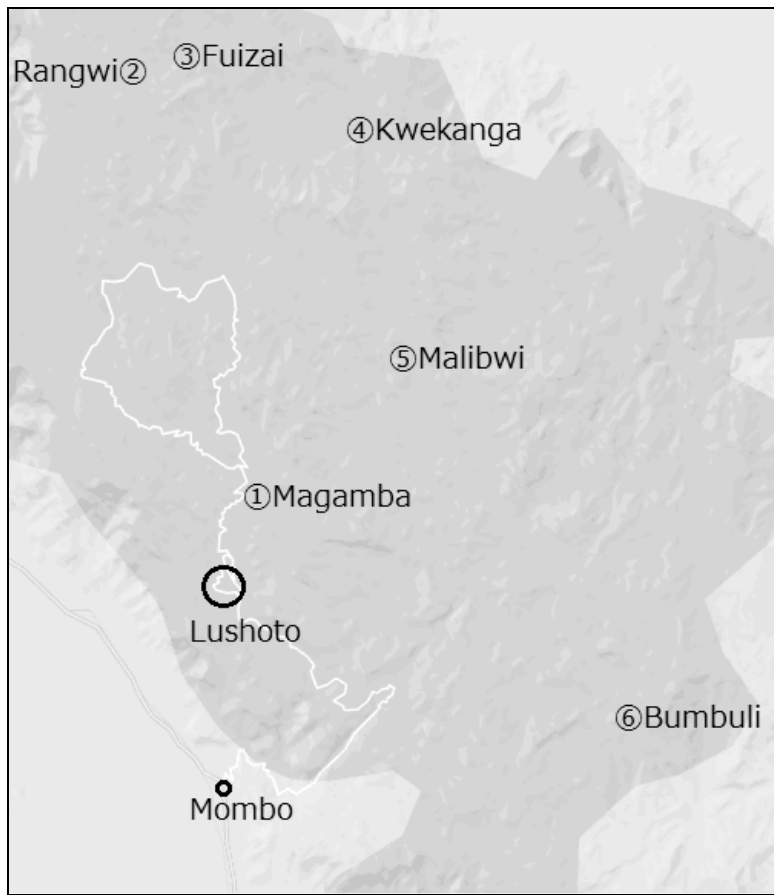 ③Fuizai
Rangwi②
④Kwekanga
⑤Malibwi
①Magamba
Lushoto
⑥Bumbuli
Mombo